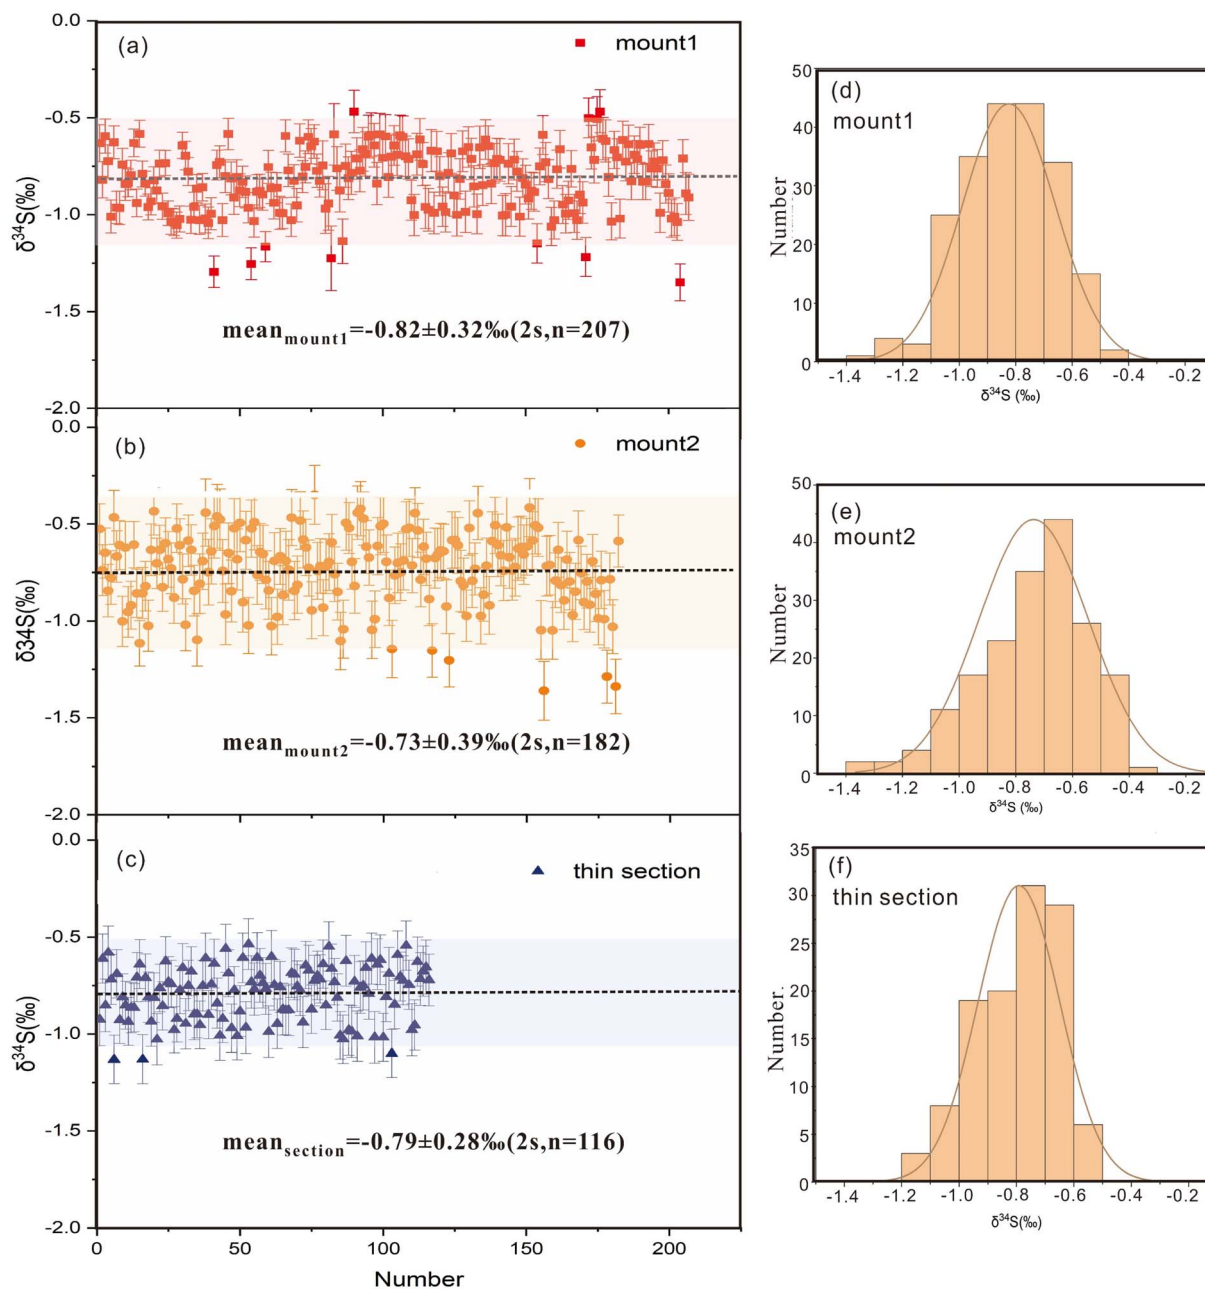 (a)
mount1
0.0
-0.5
-1.0
-1.5
-2.0
δ³⁴S(‰)
mean_mount1=-0.82±0.32‰(2s,n=207)
(b)
mount2
0.0
-0.5
-1.0
-1.5
-2.0
δ34S(‰)
mean_mount2=-0.73±0.39‰(2s,n=182)
(c)
thin section
0.0
-0.5
-1.0
-1.5
-2.0
δ³⁴S(‰)
mean_section=-0.79±0.28‰(2s,n=116)
0 50 100 150 200
Number
(d)
mount1
50
40
30
20
10
0
Number
-1.4 -1.2 -1.0 -0.8 -0.6 -0.4 -0.2
δ³⁴S (‰)
(e)
mount2
50
40
30
20
10
0
Number
-1.4 -1.2 -1.0 -0.8 -0.6 -0.4 -0.2
δ³⁴S (‰)
(f)
thin section
35
30
25
20
15
10
5
0
Number
-1.4 -1.2 -1.0 -0.8 -0.6 -0.4 -0.2
δ³⁴S(‰)